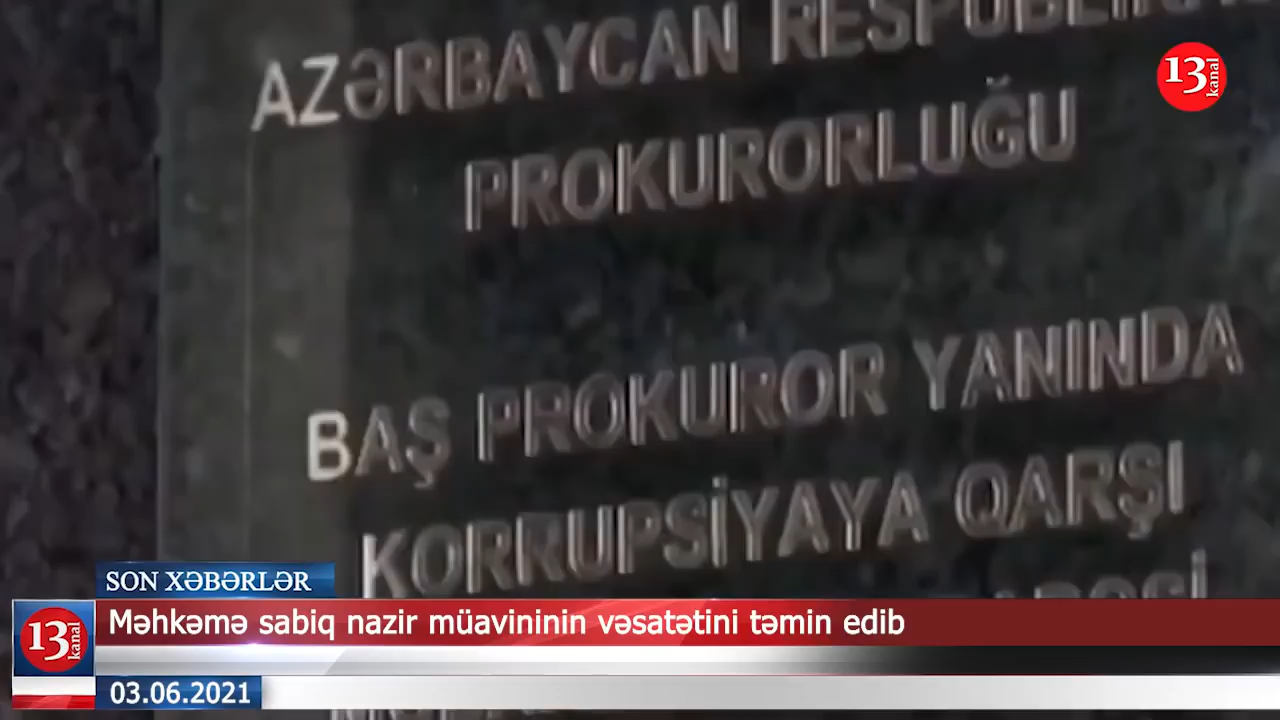 AZƏRBAYCAN
PROKURORLUĞU
BAŞ PROKUROR YANINDA
KORRUPSİYAYA QARŞI
13
kanal
SON XƏBƏRLƏR
Məhkəmə sabiq nazir müavininin vəsatətini təmin edib
13
kanal
03.06.2021